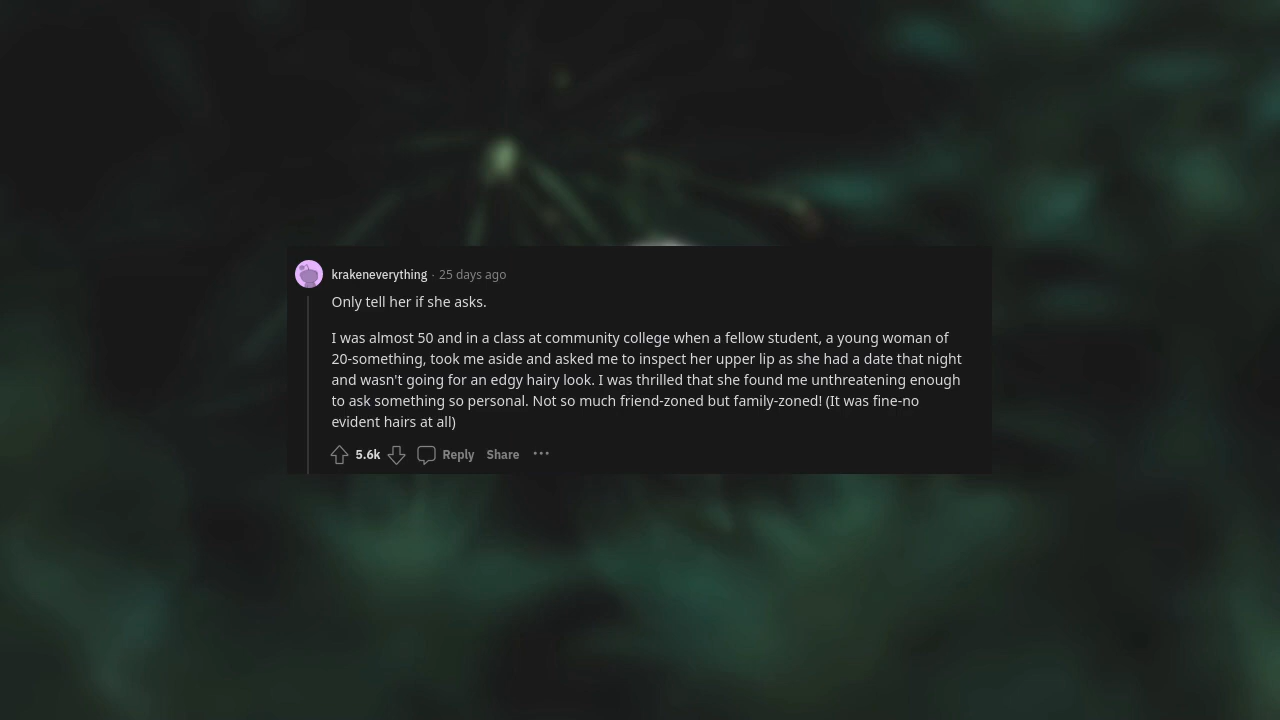 krakeneverything · 25 days ago
Only tell her if she asks.
I was almost 50 and in a class at community college when a fellow student, a young woman of
20-something, took me aside and asked me to inspect her upper lip as she had a date that night
and wasn't going for an edgy hairy look. I was thrilled that she found me unthreatening enough
to ask something so personal. Not so much friend-zoned but family-zoned! (It was fine-no
evident hairs at all)
5.6k Reply Share